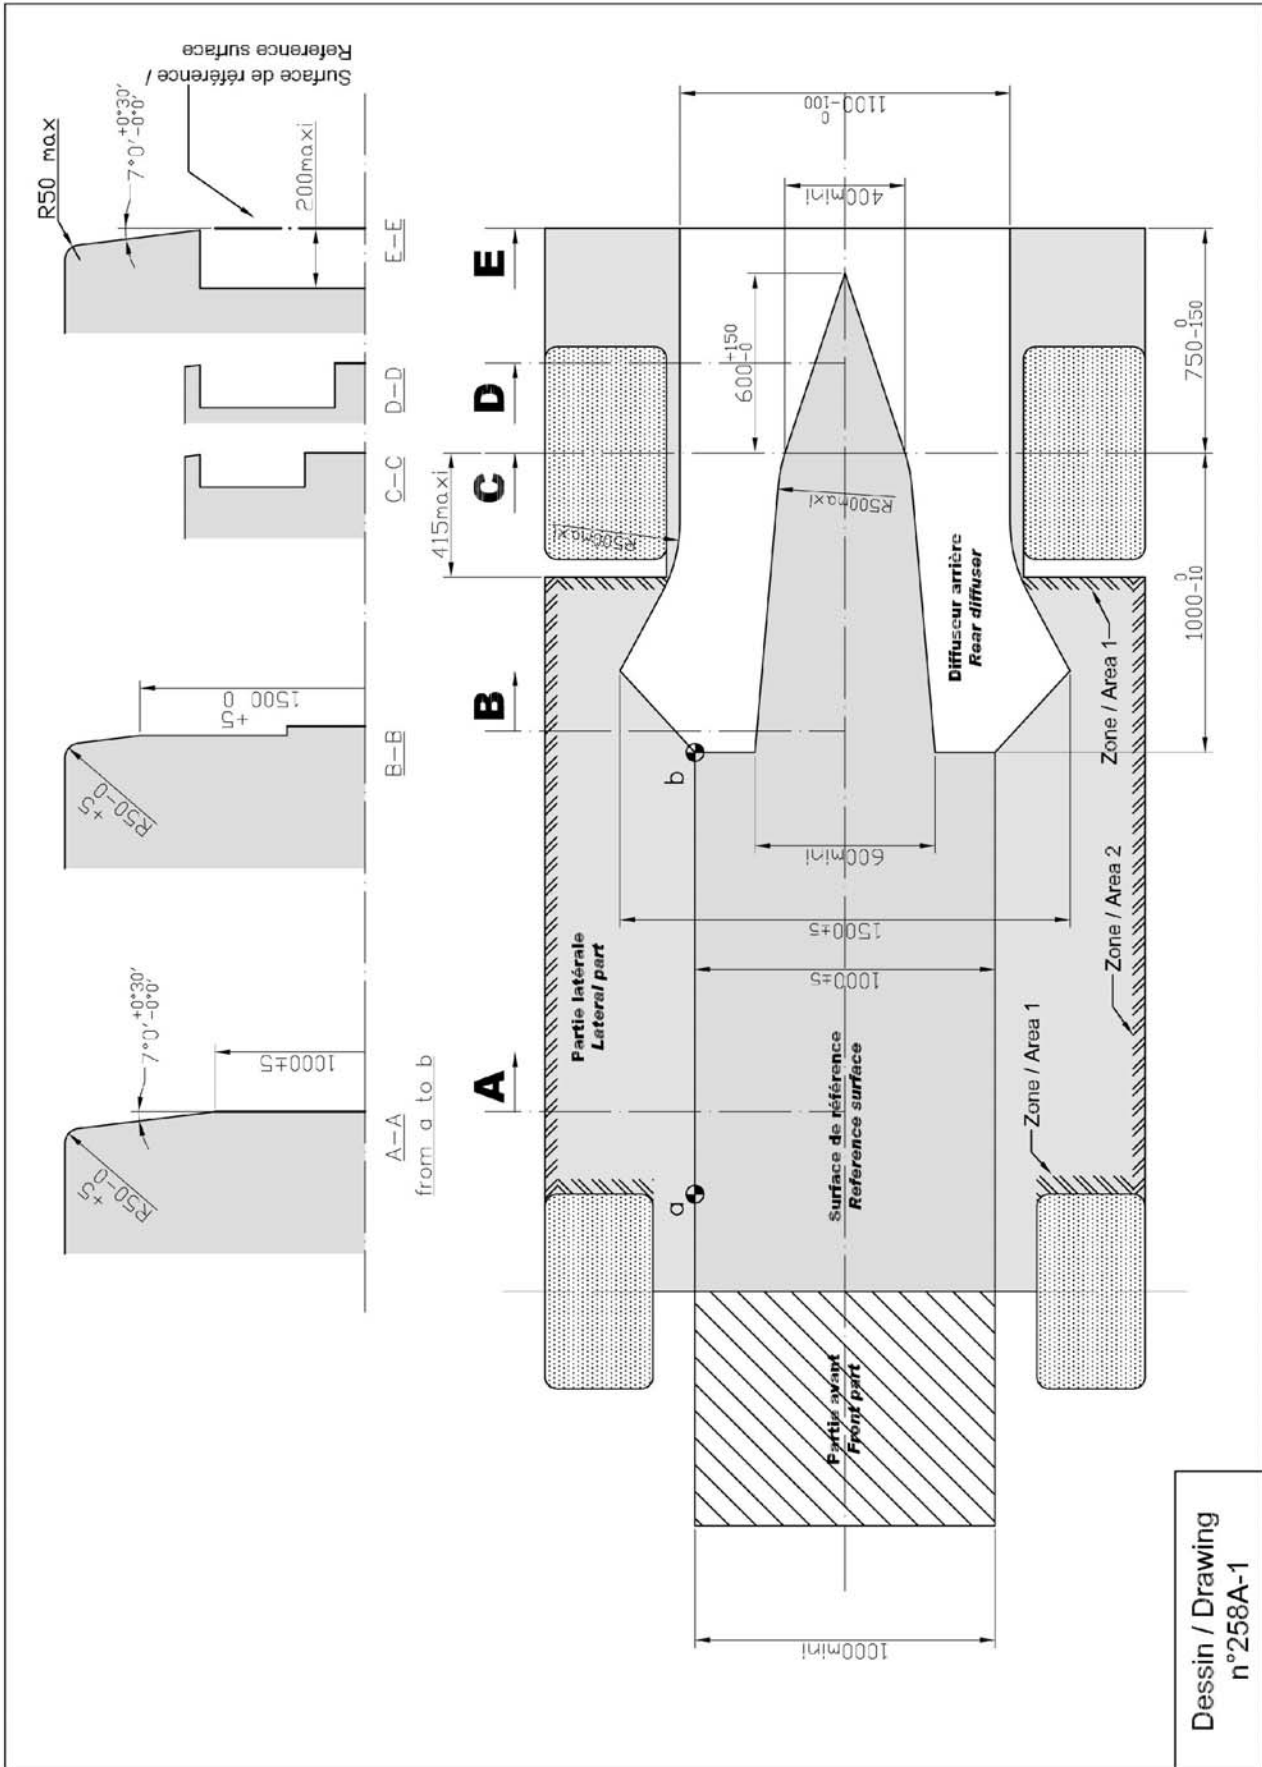 R50 max
7°0'+0°30' -0°0'
Surface de référence /
Reference surface
200maxi
E-E
D-D
C-C
1500 +5 0
R50+5 -0
B-B
7°0'+0°30' -0°0'
1000±5
R50+5 -0
A-A
from a to b
1100 0 -100
400mini
600+150 -0
415maxi
E
D
C
B
A
R500maxi
R500maxi
750 0 -150
1000 0 -10
Diffuseur arrière
Rear diffuser
b
600mini
1500±5
1000±5
Partie latérale
Lateral part
Zone / Area 1
Zone / Area 2
Zone / Area 1
Surface de référence
Reference surface
a
Partie avant
Front part
1000mini
Dessin / Drawing
n°258A-1